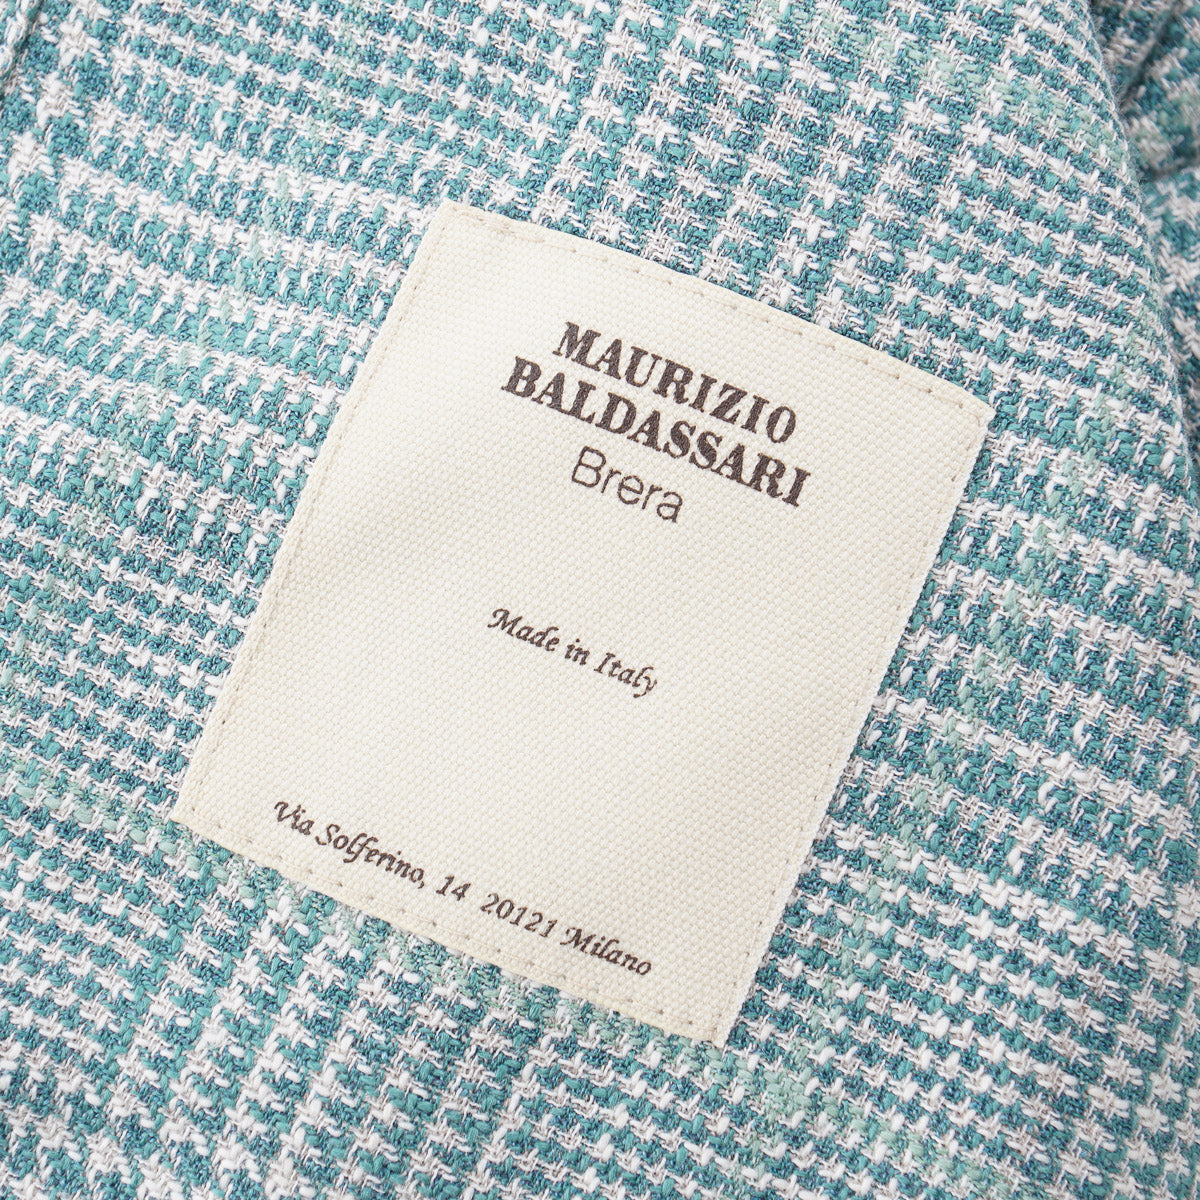 MAURIZIO
BALDASSARI
Brera
Made in Italy
Via Solferino, 14 20121 Milano